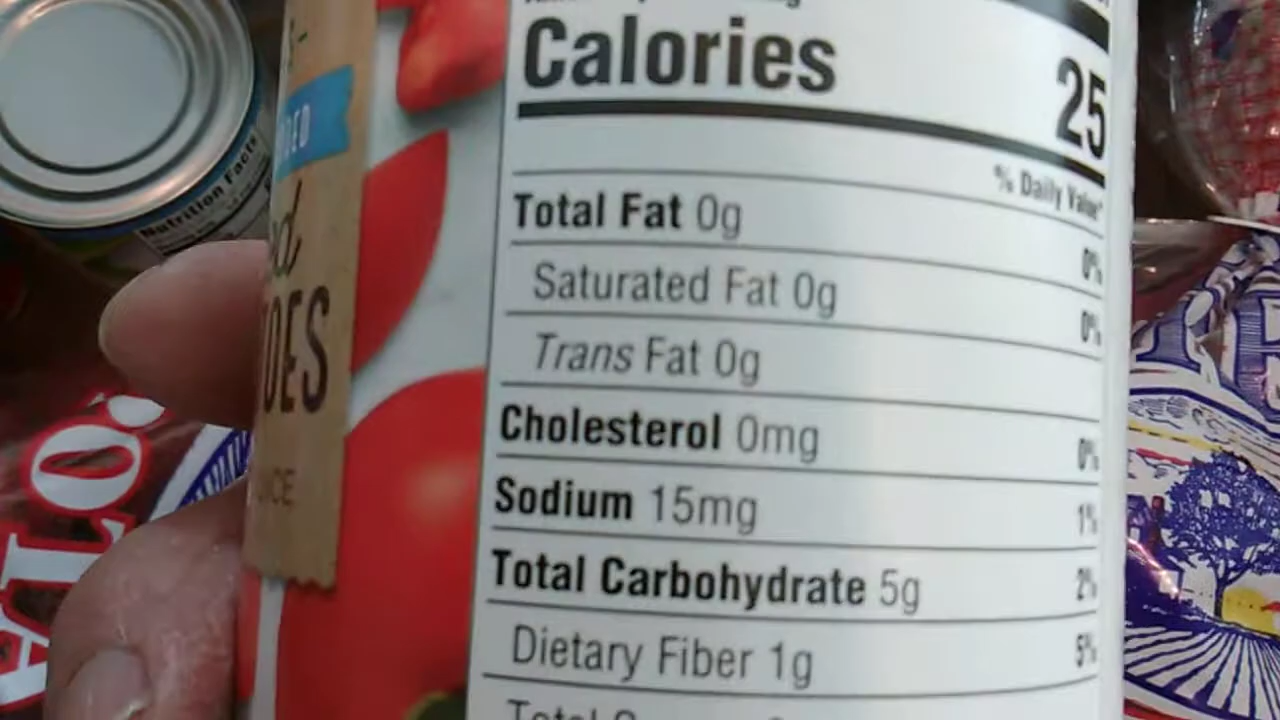 Calories 25
% Daily Value*
Total Fat 0g 0%
Saturated Fat 0g 0%
Trans Fat 0g
Cholesterol 0mg 0%
Sodium 15mg 1%
Total Carbohydrate 5g 2%
Dietary Fiber 1g 5%
Nutrition Facts
OES